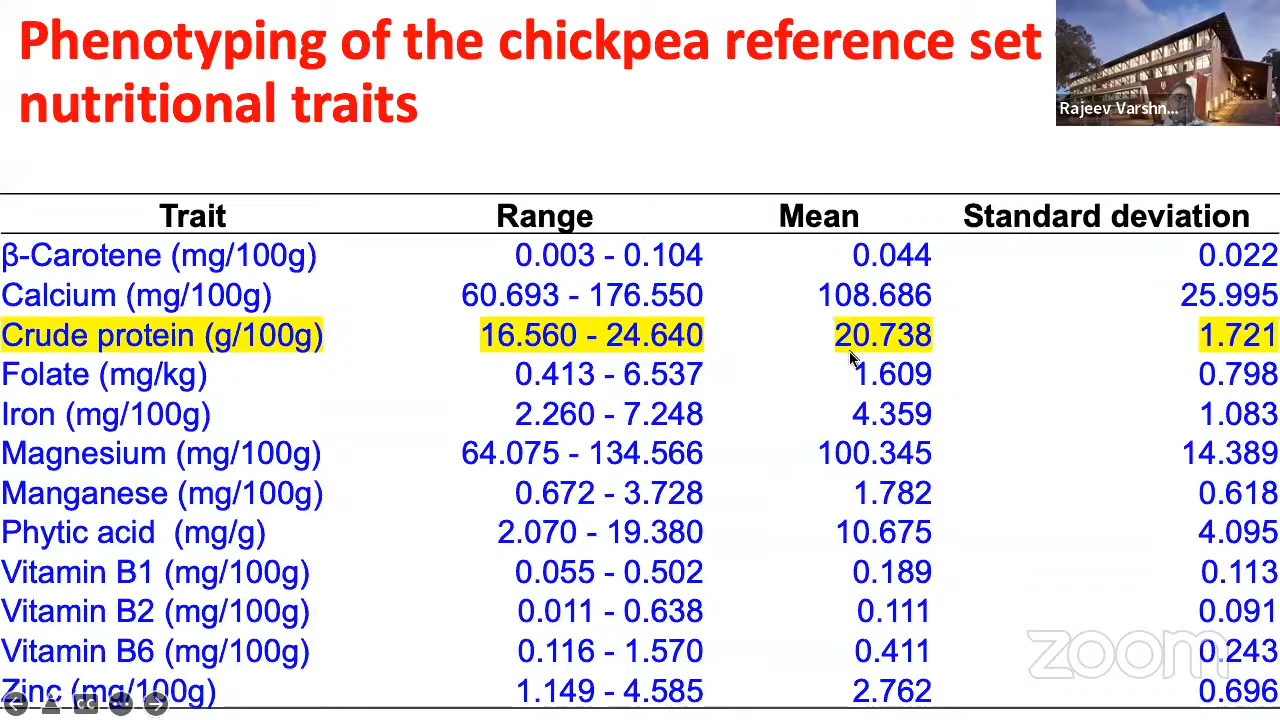 Phenotyping of the chickpea reference set
nutritional traits
Rajeev Varshn...
Trait Range Mean Standard deviation
β-Carotene (mg/100g) 0.003 - 0.104 0.044 0.022
Calcium (mg/100g) 60.693 - 176.550 108.686 25.995
Crude protein (g/100g) 16.560 - 24.640 20.738 1.721
Folate (mg/kg) 0.413 - 6.537 1.609 0.798
Iron (mg/100g) 2.260 - 7.248 4.359 1.083
Magnesium (mg/100g) 64.075 - 134.566 100.345 14.389
Manganese (mg/100g) 0.672 - 3.728 1.782 0.618
Phytic acid (mg/g) 2.070 - 19.380 10.675 4.095
Vitamin B1 (mg/100g) 0.055 - 0.502 0.189 0.113
Vitamin B2 (mg/100g) 0.011 - 0.638 0.111 0.091
Vitamin B6 (mg/100g) 0.116 - 1.570 0.411 0.243
zoom
Zinc (mg/100g) 1.149 - 4.585 2.762 0.696
CC